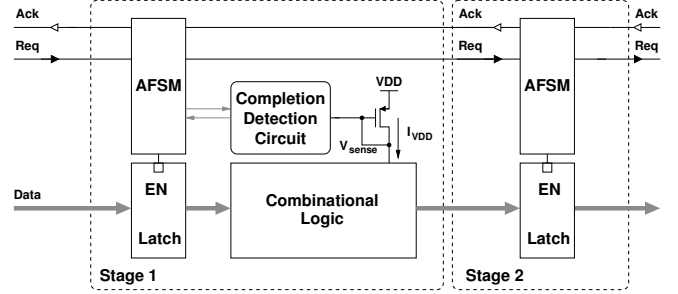 Ack
Ack
Ack
Req
Req
Req
AFSM
Completion
Detection
Circuit
VDD
I VDD
V sense
AFSM
Data
EN
Latch
Combinational
Logic
EN
Latch
Stage 1
Stage 2